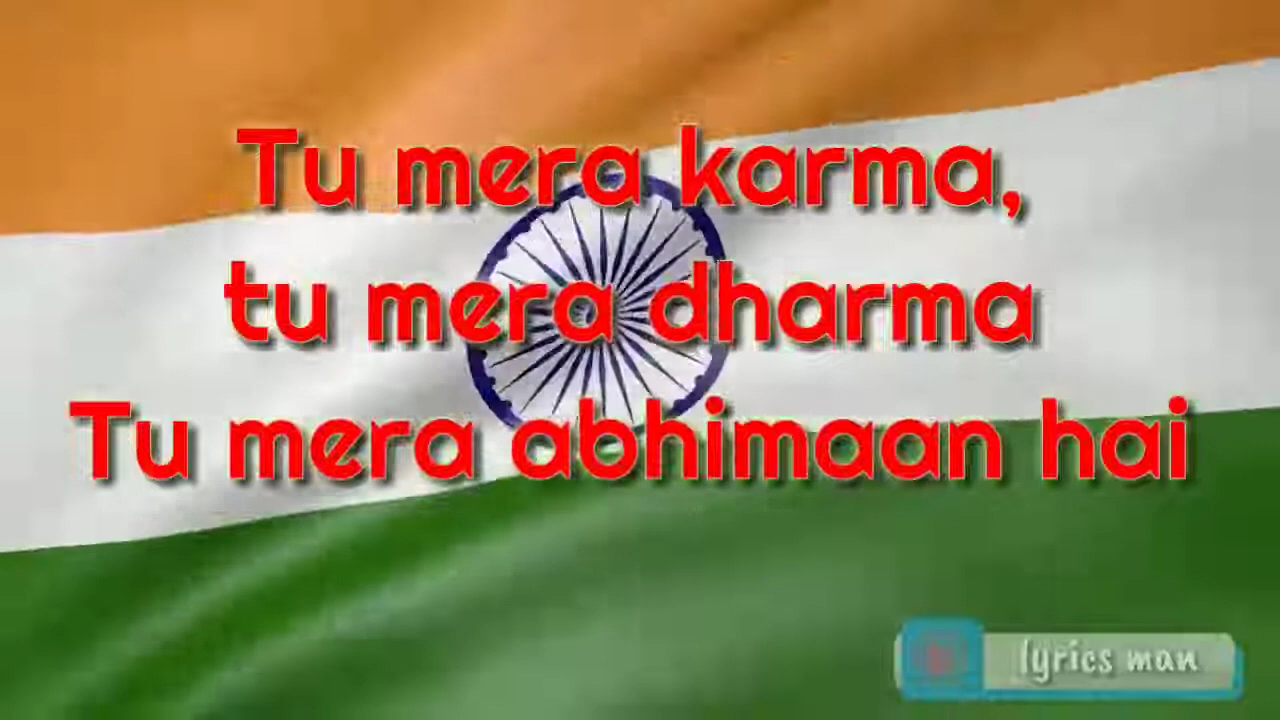 Tu mera karma,
tu mera dharma
Tu mera abhimaan hai
lyrics man